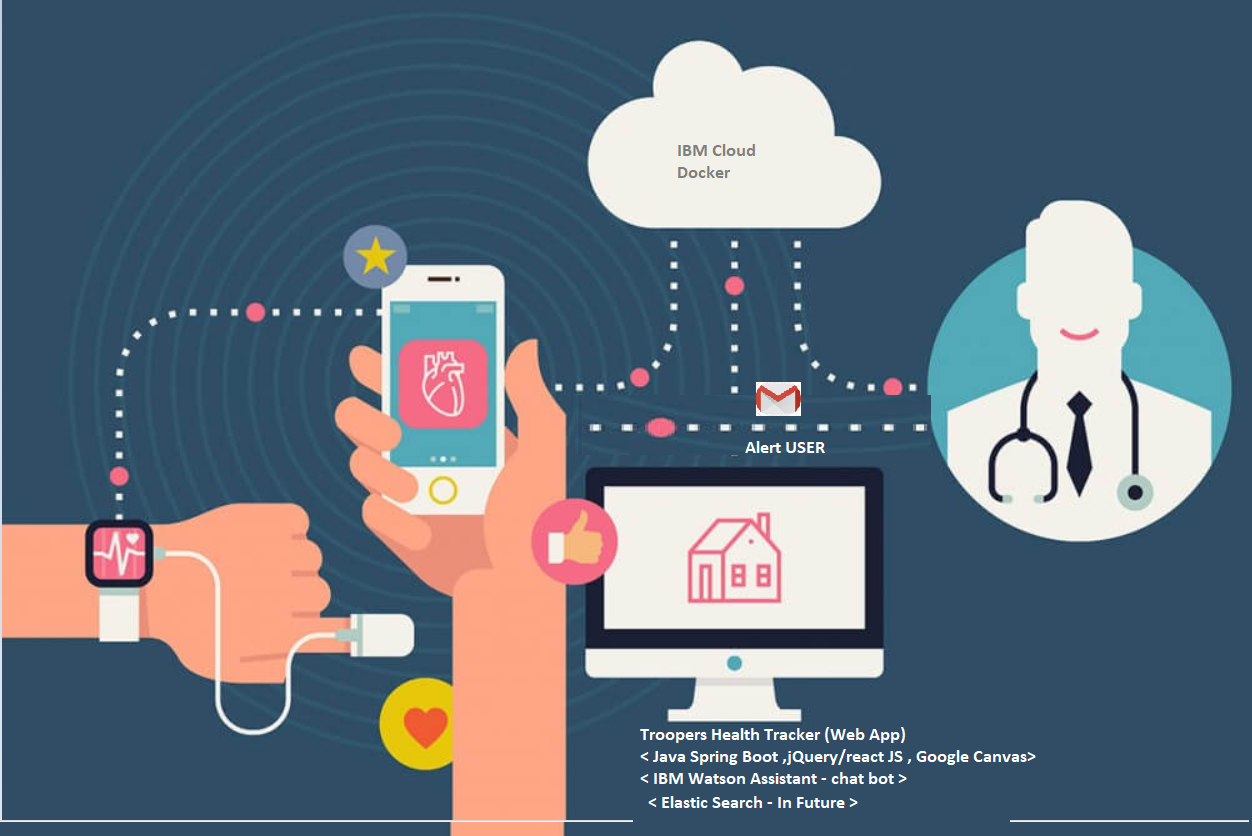 IBM Cloud
Docker
Alert USER
Troopers Health Tracker (Web App)
< Java Spring Boot ,jQuery/react JS , Google Canvas>
< IBM Watson Assistant - chat bot >
< Elastic Search - In Future >